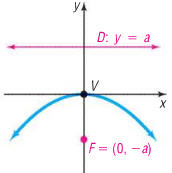 y
D: y = a
V
x
F = (0, −a)